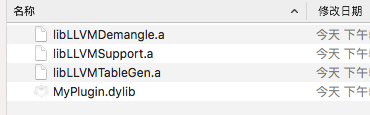 名称 修改日期
libLLVMDemangle.a 今天 下午
libLLVMSupport.a 今天 下午
libLLVMTableGen.a 今天 下午
MyPlugin.dylib 今天 下午